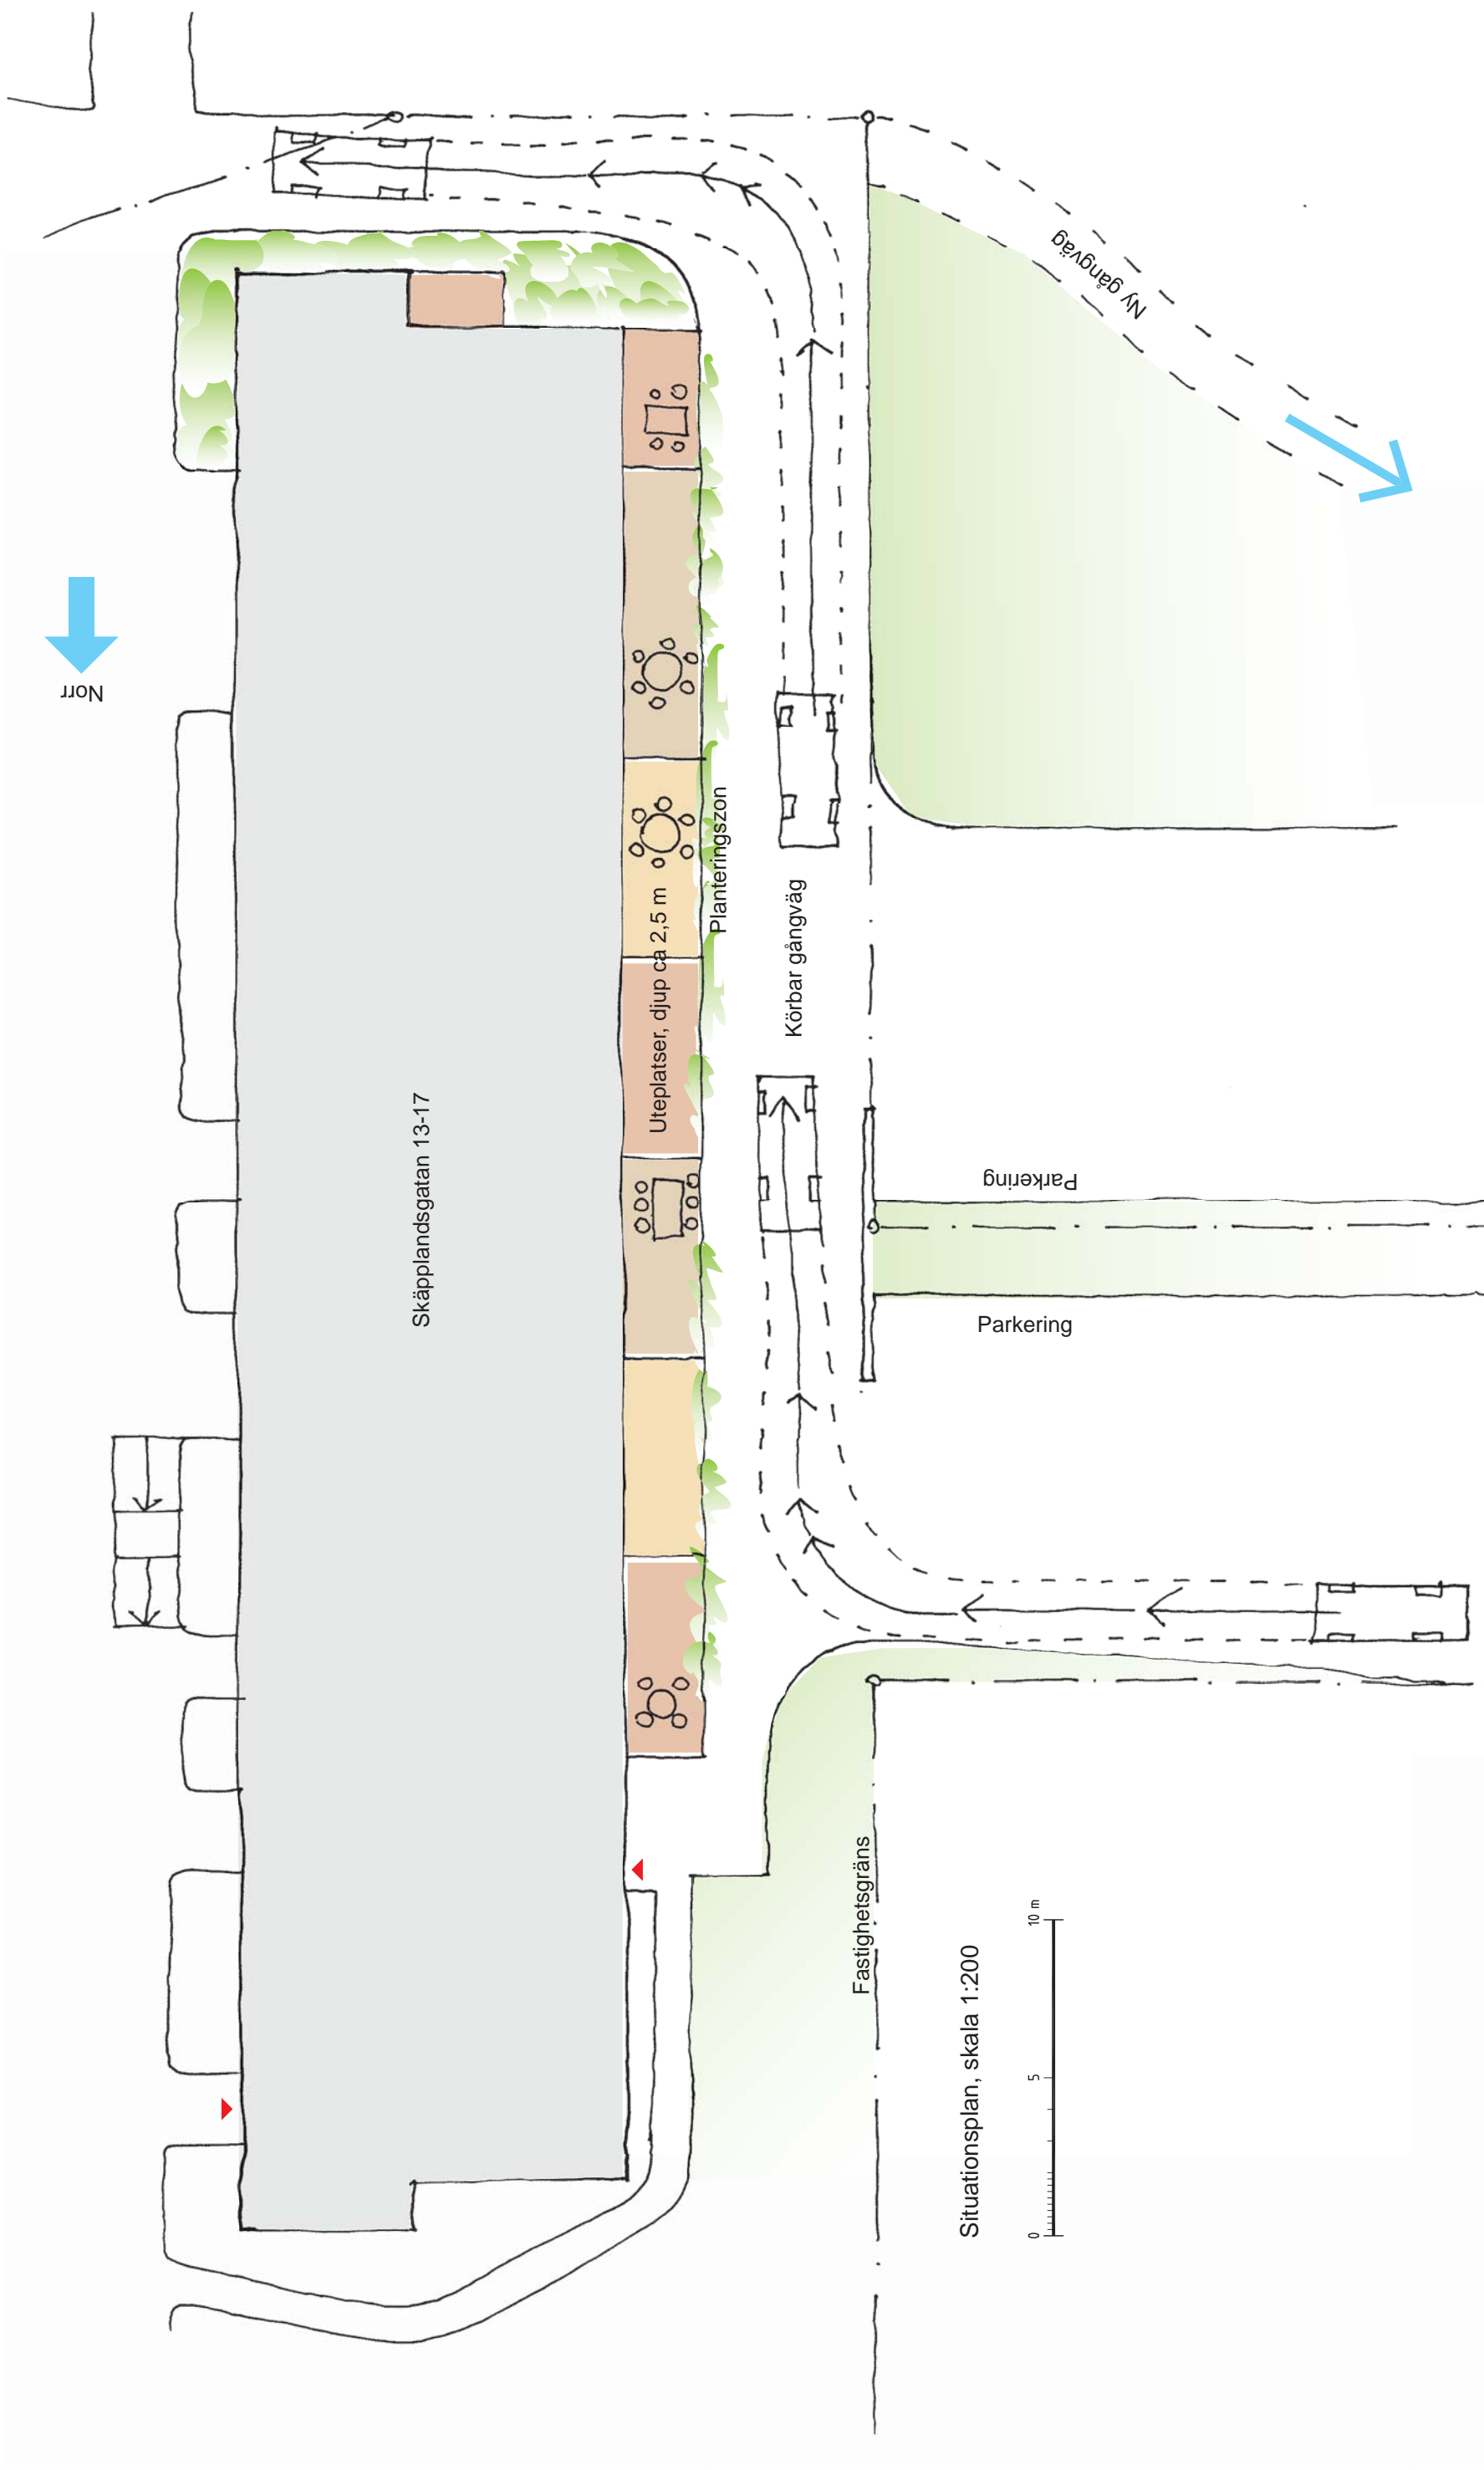 Ny gångväg
Norr
Planteringszon
Uteplatser, djup ca 2,5 m
Körbar gångväg
Skäpplandsgatan 13-17
Parkering
Parkering
Fastighetsgräns
Situationsplan, skala 1:200
0 5 10 m